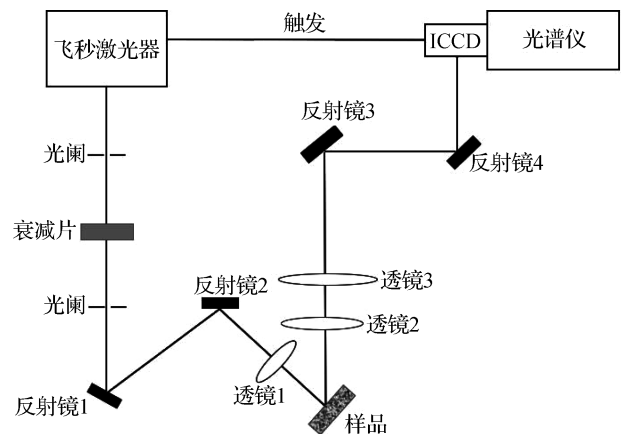 触发
飞秒激光器
ICCD
光谱仪
反射镜3
光阑
反射镜4
衰减片
反射镜2
透镜3
光阑
透镜2
透镜1
反射镜1
样品